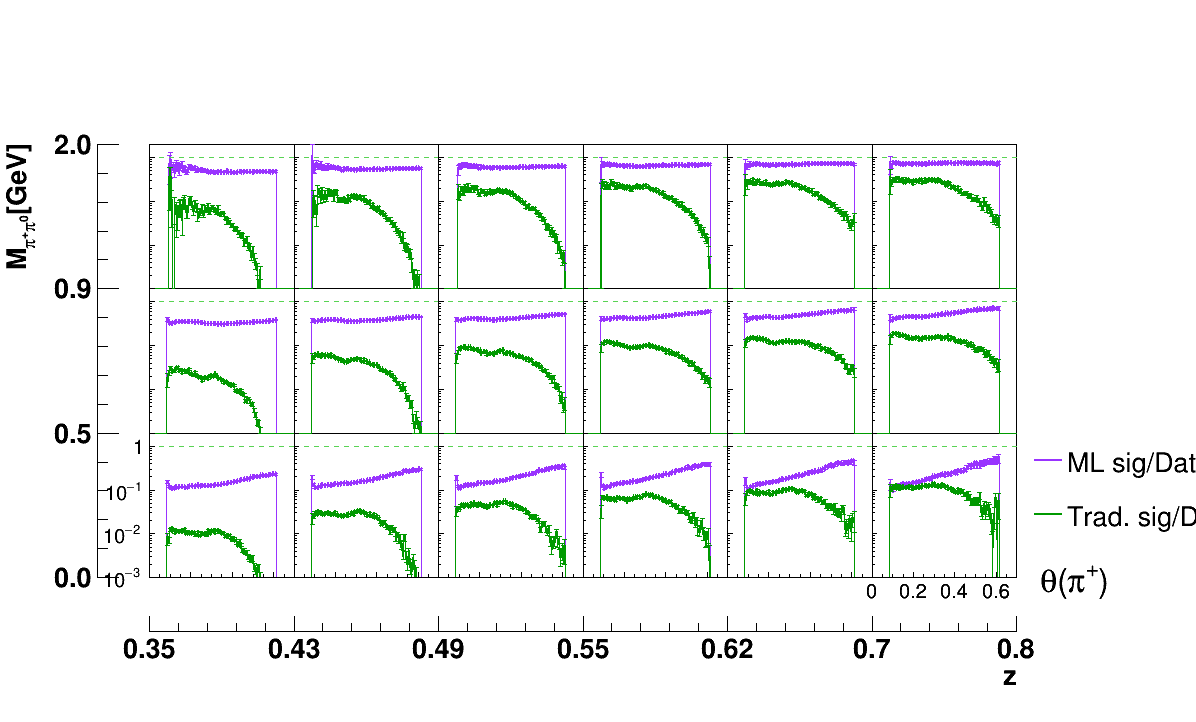 2.0
M_{π⁺π⁰}[GeV]
0.9
0.5
1
10⁻¹
10⁻²
10⁻³
0.0
ML sig/Dat
Trad. sig/D
0 0.2 0.4 0.6
θ(π⁺)
0.35 0.43 0.49 0.55 0.62 0.7 0.8
z